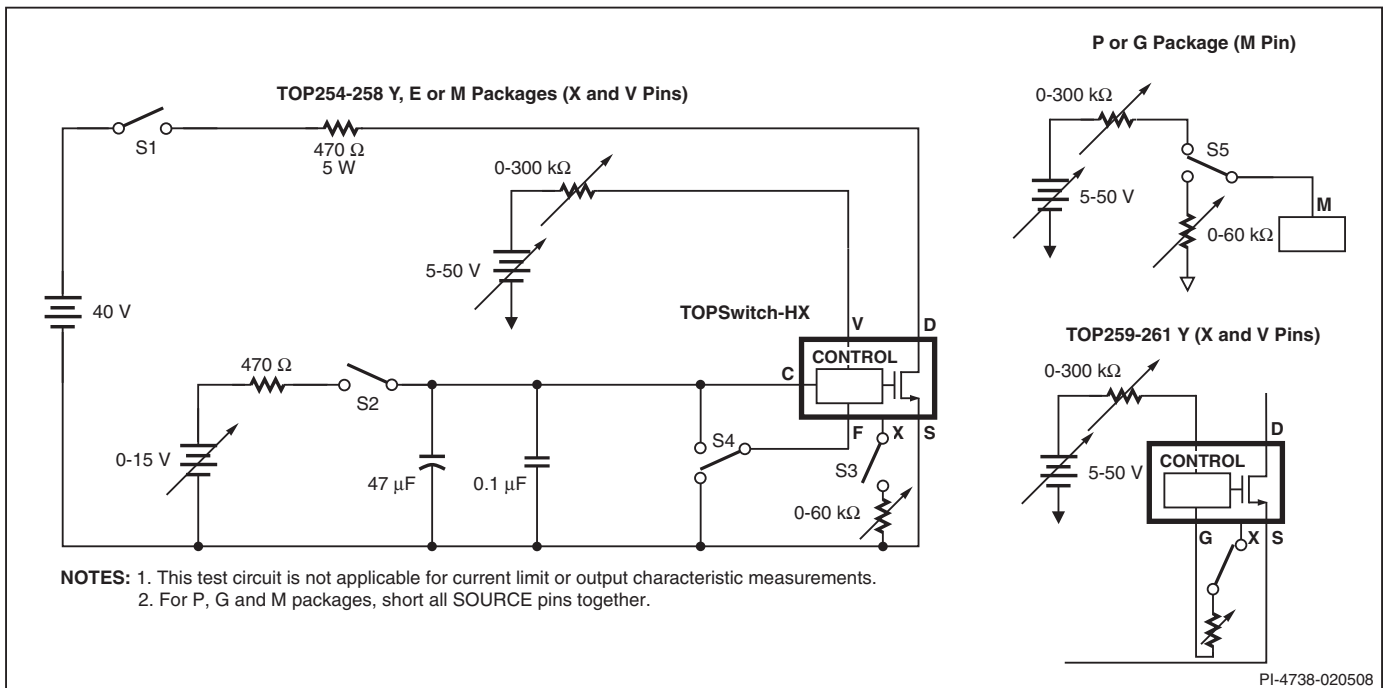 TOP254-258 Y, E or M Packages (X and V Pins)
S1
470 Ω
5 W
0-300 kΩ
5-50 V
40 V
TOPSwitch-HX
V
D
CONTROL
C
470 Ω
S2
0-15 V
47 μF
0.1 μF
S4
F
X
S
S3
0-60 kΩ
NOTES: 1. This test circuit is not applicable for current limit or output characteristic measurements.
2. For P, G and M packages, short all SOURCE pins together.
P or G Package (M Pin)
0-300 kΩ
S5
5-50 V
M
0-60 kΩ
TOP259-261 Y (X and V Pins)
0-300 kΩ
D
5-50 V
CONTROL
G
X
S
PI-4738-020508